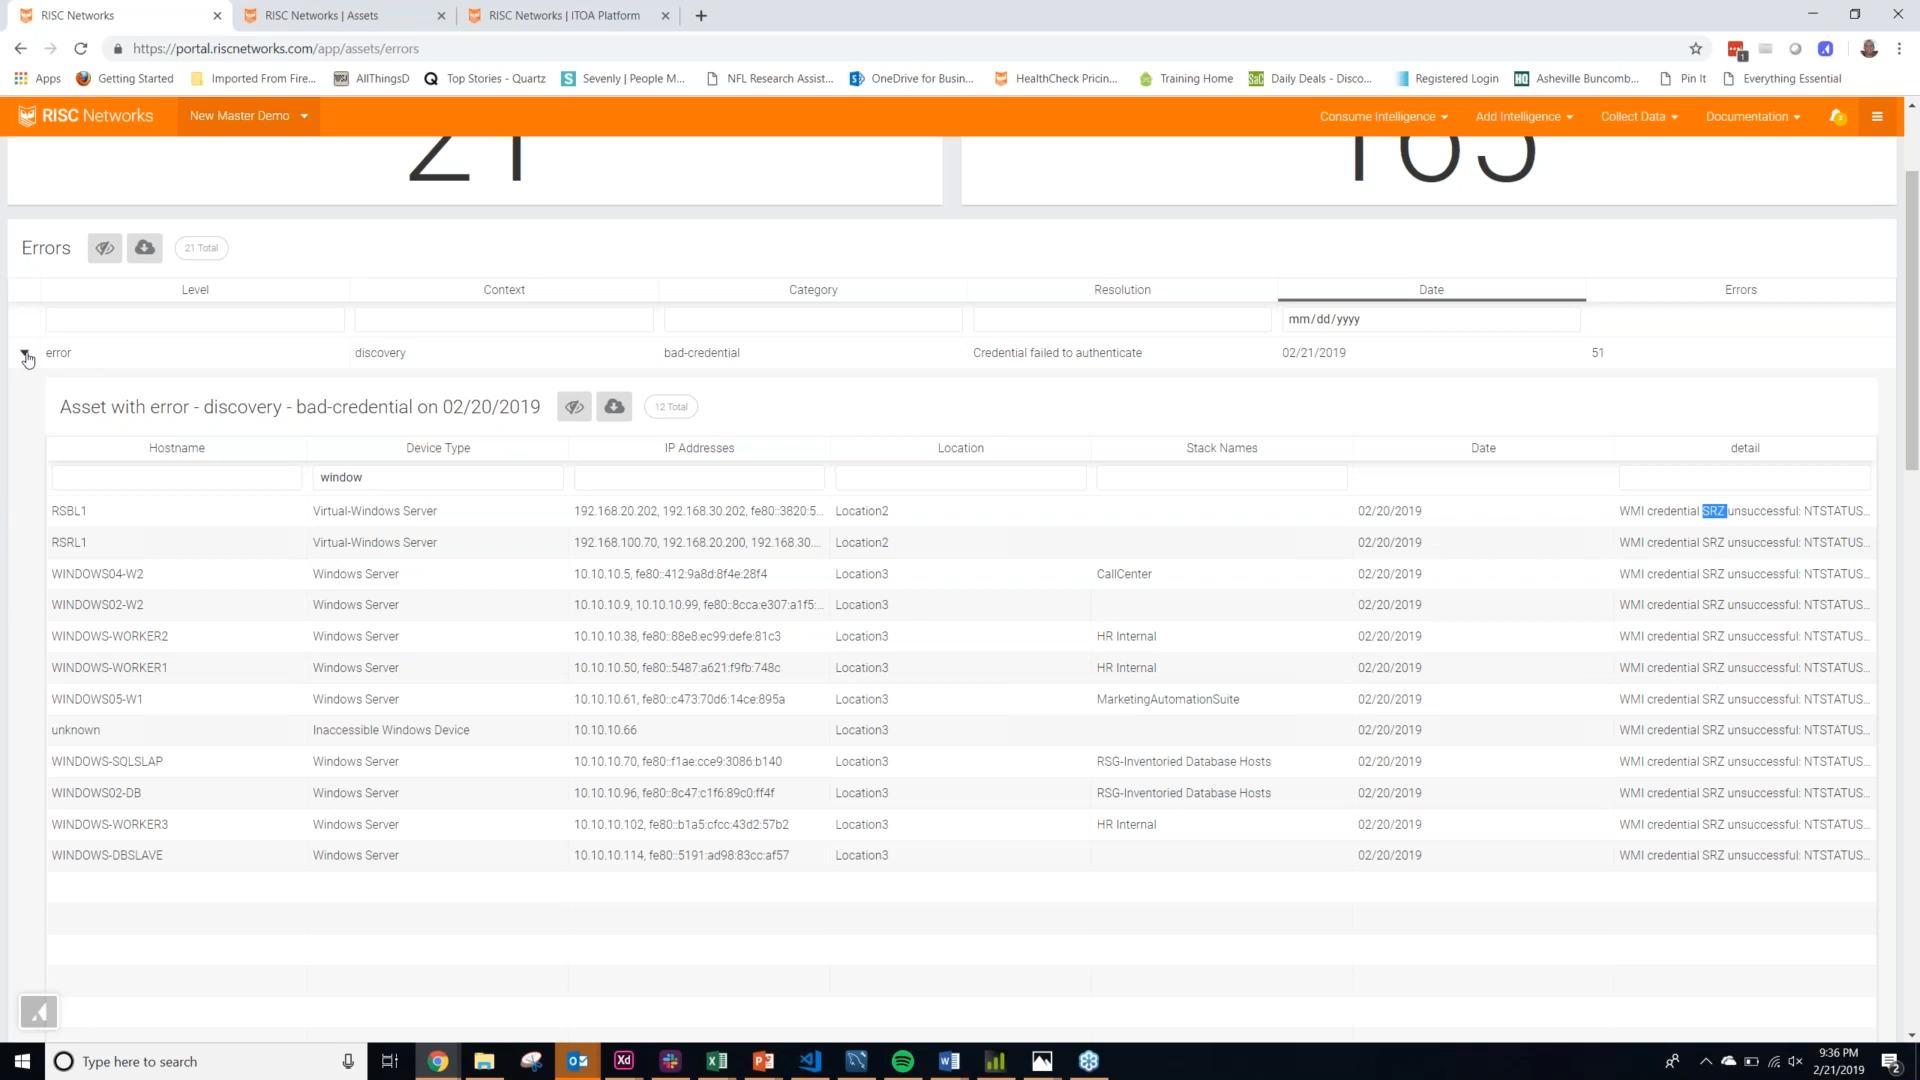 RISC Networks
RISC Networks | Assets
RISC Networks | ITOA Platform
https://portal.riscnetworks.com/app/assets/errors
Apps
Getting Started
Imported From Fire...
AllThingsD
Top Stories - Quartz
Sevenly | People M...
NFL Research Assist...
OneDrive for Busin...
HealthCheck Pricin...
Training Home
Daily Deals - Disco...
Registered Login
Asheville Buncomb...
Pin It
Everything Essential
RISC Networks
New Master Demo
Consume Intelligence
Add Intelligence
Collect Data
Documentation
21
165
Errors
21 Total
Level Context Category Resolution Date Errors
mm/dd/yyyy
error discovery bad-credential Credential failed to authenticate 02/21/2019 51
Asset with error - discovery - bad-credential on 02/20/2019
12 Total
Hostname Device Type IP Addresses Location Stack Names Date detail
window
RSBL1 Virtual-Windows Server 192.168.20.202, 192.168.30.202, fe80::3820:5... Location2 02/20/2019 WMI credential SRZ unsuccessful: NTSTATUS...
RSRL1 Virtual-Windows Server 192.168.100.70, 192.168.20.200, 192.168.30.... Location2 02/20/2019 WMI credential SRZ unsuccessful: NTSTATUS...
WINDOWS04-W2 Windows Server 10.10.10.5, fe80::412:9a8d:8f4e:28f4 Location3 CallCenter 02/20/2019 WMI credential SRZ unsuccessful: NTSTATUS...
WINDOWS02-W2 Windows Server 10.10.10.9, 10.10.10.99, fe80::8cca:e307:a1f5:... Location3 02/20/2019 WMI credential SRZ unsuccessful: NTSTATUS...
WINDOWS-WORKER2 Windows Server 10.10.10.38, fe80::88e8:ec99:defe:81c3 Location3 HR Internal 02/20/2019 WMI credential SRZ unsuccessful: NTSTATUS...
WINDOWS-WORKER1 Windows Server 10.10.10.50, fe80::5487:a621:f9fb:748c Location3 HR Internal 02/20/2019 WMI credential SRZ unsuccessful: NTSTATUS...
WINDOWS05-W1 Windows Server 10.10.10.61, fe80::c473:70d6:14ce:895a Location3 MarketingAutomationSuite 02/20/2019 WMI credential SRZ unsuccessful: NTSTATUS...
unknown Inaccessible Windows Device 10.10.10.66 Location3 02/20/2019 WMI credential SRZ unsuccessful: NTSTATUS...
WINDOWS-SQLSLAP Windows Server 10.10.10.70, fe80::f1ae:cce9:3086:b140 Location3 RSG-Inventoried Database Hosts 02/20/2019 WMI credential SRZ unsuccessful: NTSTATUS...
WINDOWS02-DB Windows Server 10.10.10.96, fe80::8c47:c1f6:89c0:ff4f Location3 RSG-Inventoried Database Hosts 02/20/2019 WMI credential SRZ unsuccessful: NTSTATUS...
WINDOWS-WORKER3 Windows Server 10.10.10.102, fe80::b1a5:cfcc:43d2:57b2 Location3 HR Internal 02/20/2019 WMI credential SRZ unsuccessful: NTSTATUS...
WINDOWS-DBSLAVE Windows Server 10.10.10.114, fe80::5191:ad98:83cc:af57 Location3 02/20/2019 WMI credential SRZ unsuccessful: NTSTATUS...
Type here to search
9:36 PM
2/21/2019